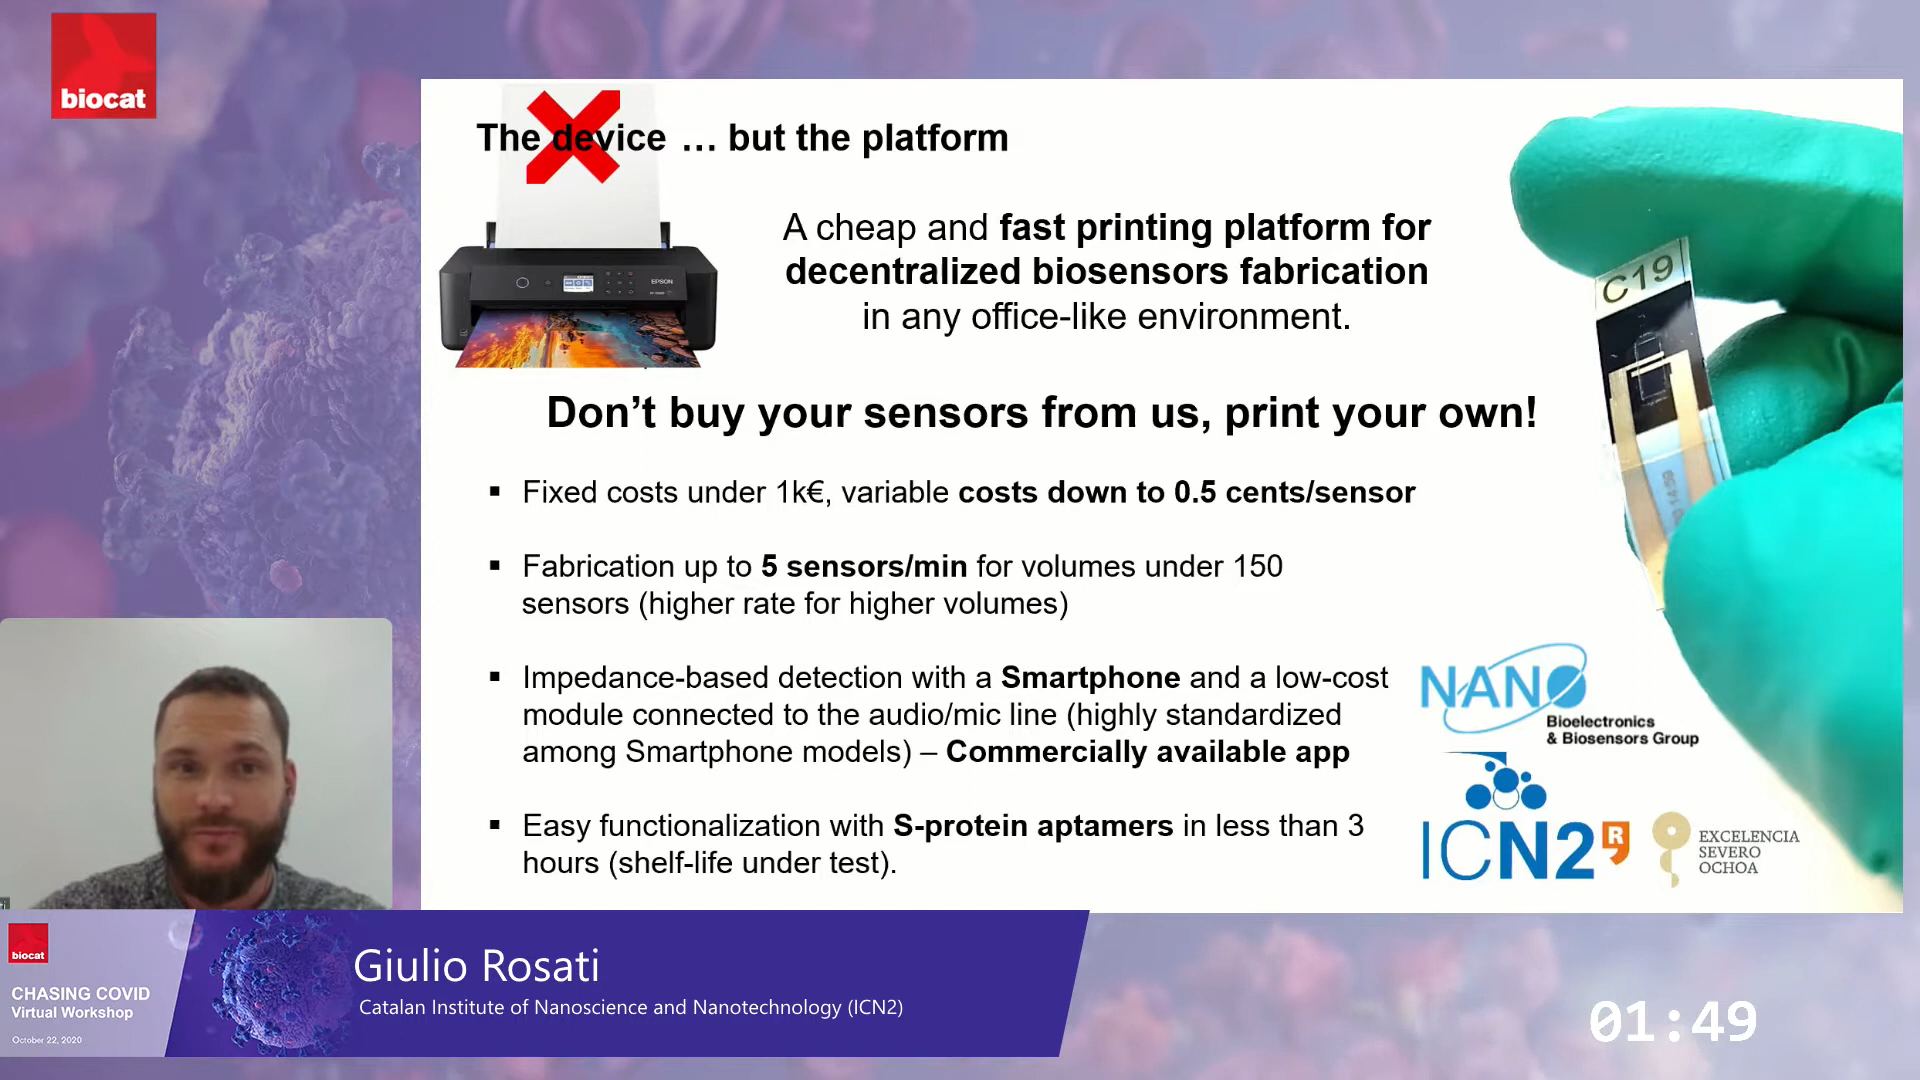 biocat
The device … but the platform
A cheap and fast printing platform for
decentralized biosensors fabrication
in any office-like environment.
EPSON
C19
Don’t buy your sensors from us, print your own!
▪ Fixed costs under 1k€, variable costs down to 0.5 cents/sensor
▪ Fabrication up to 5 sensors/min for volumes under 150
sensors (higher rate for higher volumes)
▪ Impedance-based detection with a Smartphone and a low-cost
module connected to the audio/mic line (highly standardized
among Smartphone models) – Commercially available app
▪ Easy functionalization with S-protein aptamers in less than 3
hours (shelf-life under test).
NANO
Bioelectronics
& Biosensors Group
ICN2
R
EXCELENCIA
SEVERO
OCHOA
biocat
CHASING COVID
Virtual Workshop
October 22, 2020
Giulio Rosati
Catalan Institute of Nanoscience and Nanotechnology (ICN2)
01:49